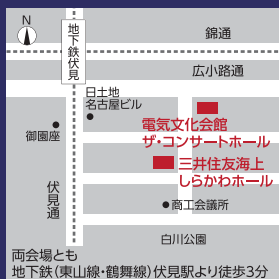 N
錦通
地下鉄伏見
広小路通
日土地
名古屋ビル
御園座
電気文化会館
ザ・コンサートホール
三井住友海上
しらかわホール
伏見通
商工会議所
白川公園
両会場とも
地下鉄(東山線・鶴舞線)伏見駅より徒歩3分